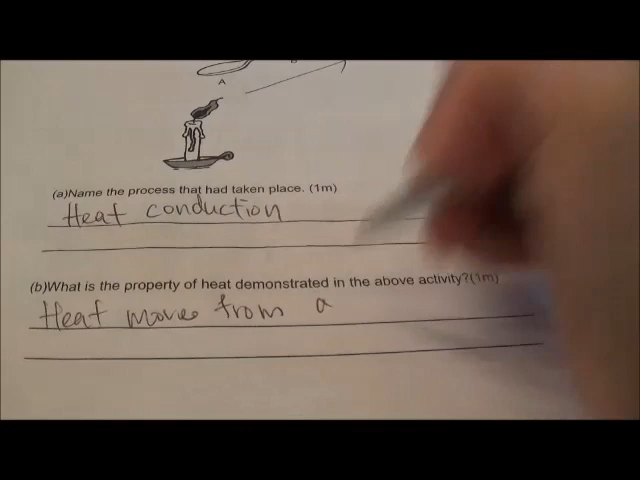 A
(a)Name the process that had taken place. (1m)
Heat conduction
(b)What is the property of heat demonstrated in the above activity?(1m)
Heat moves from a